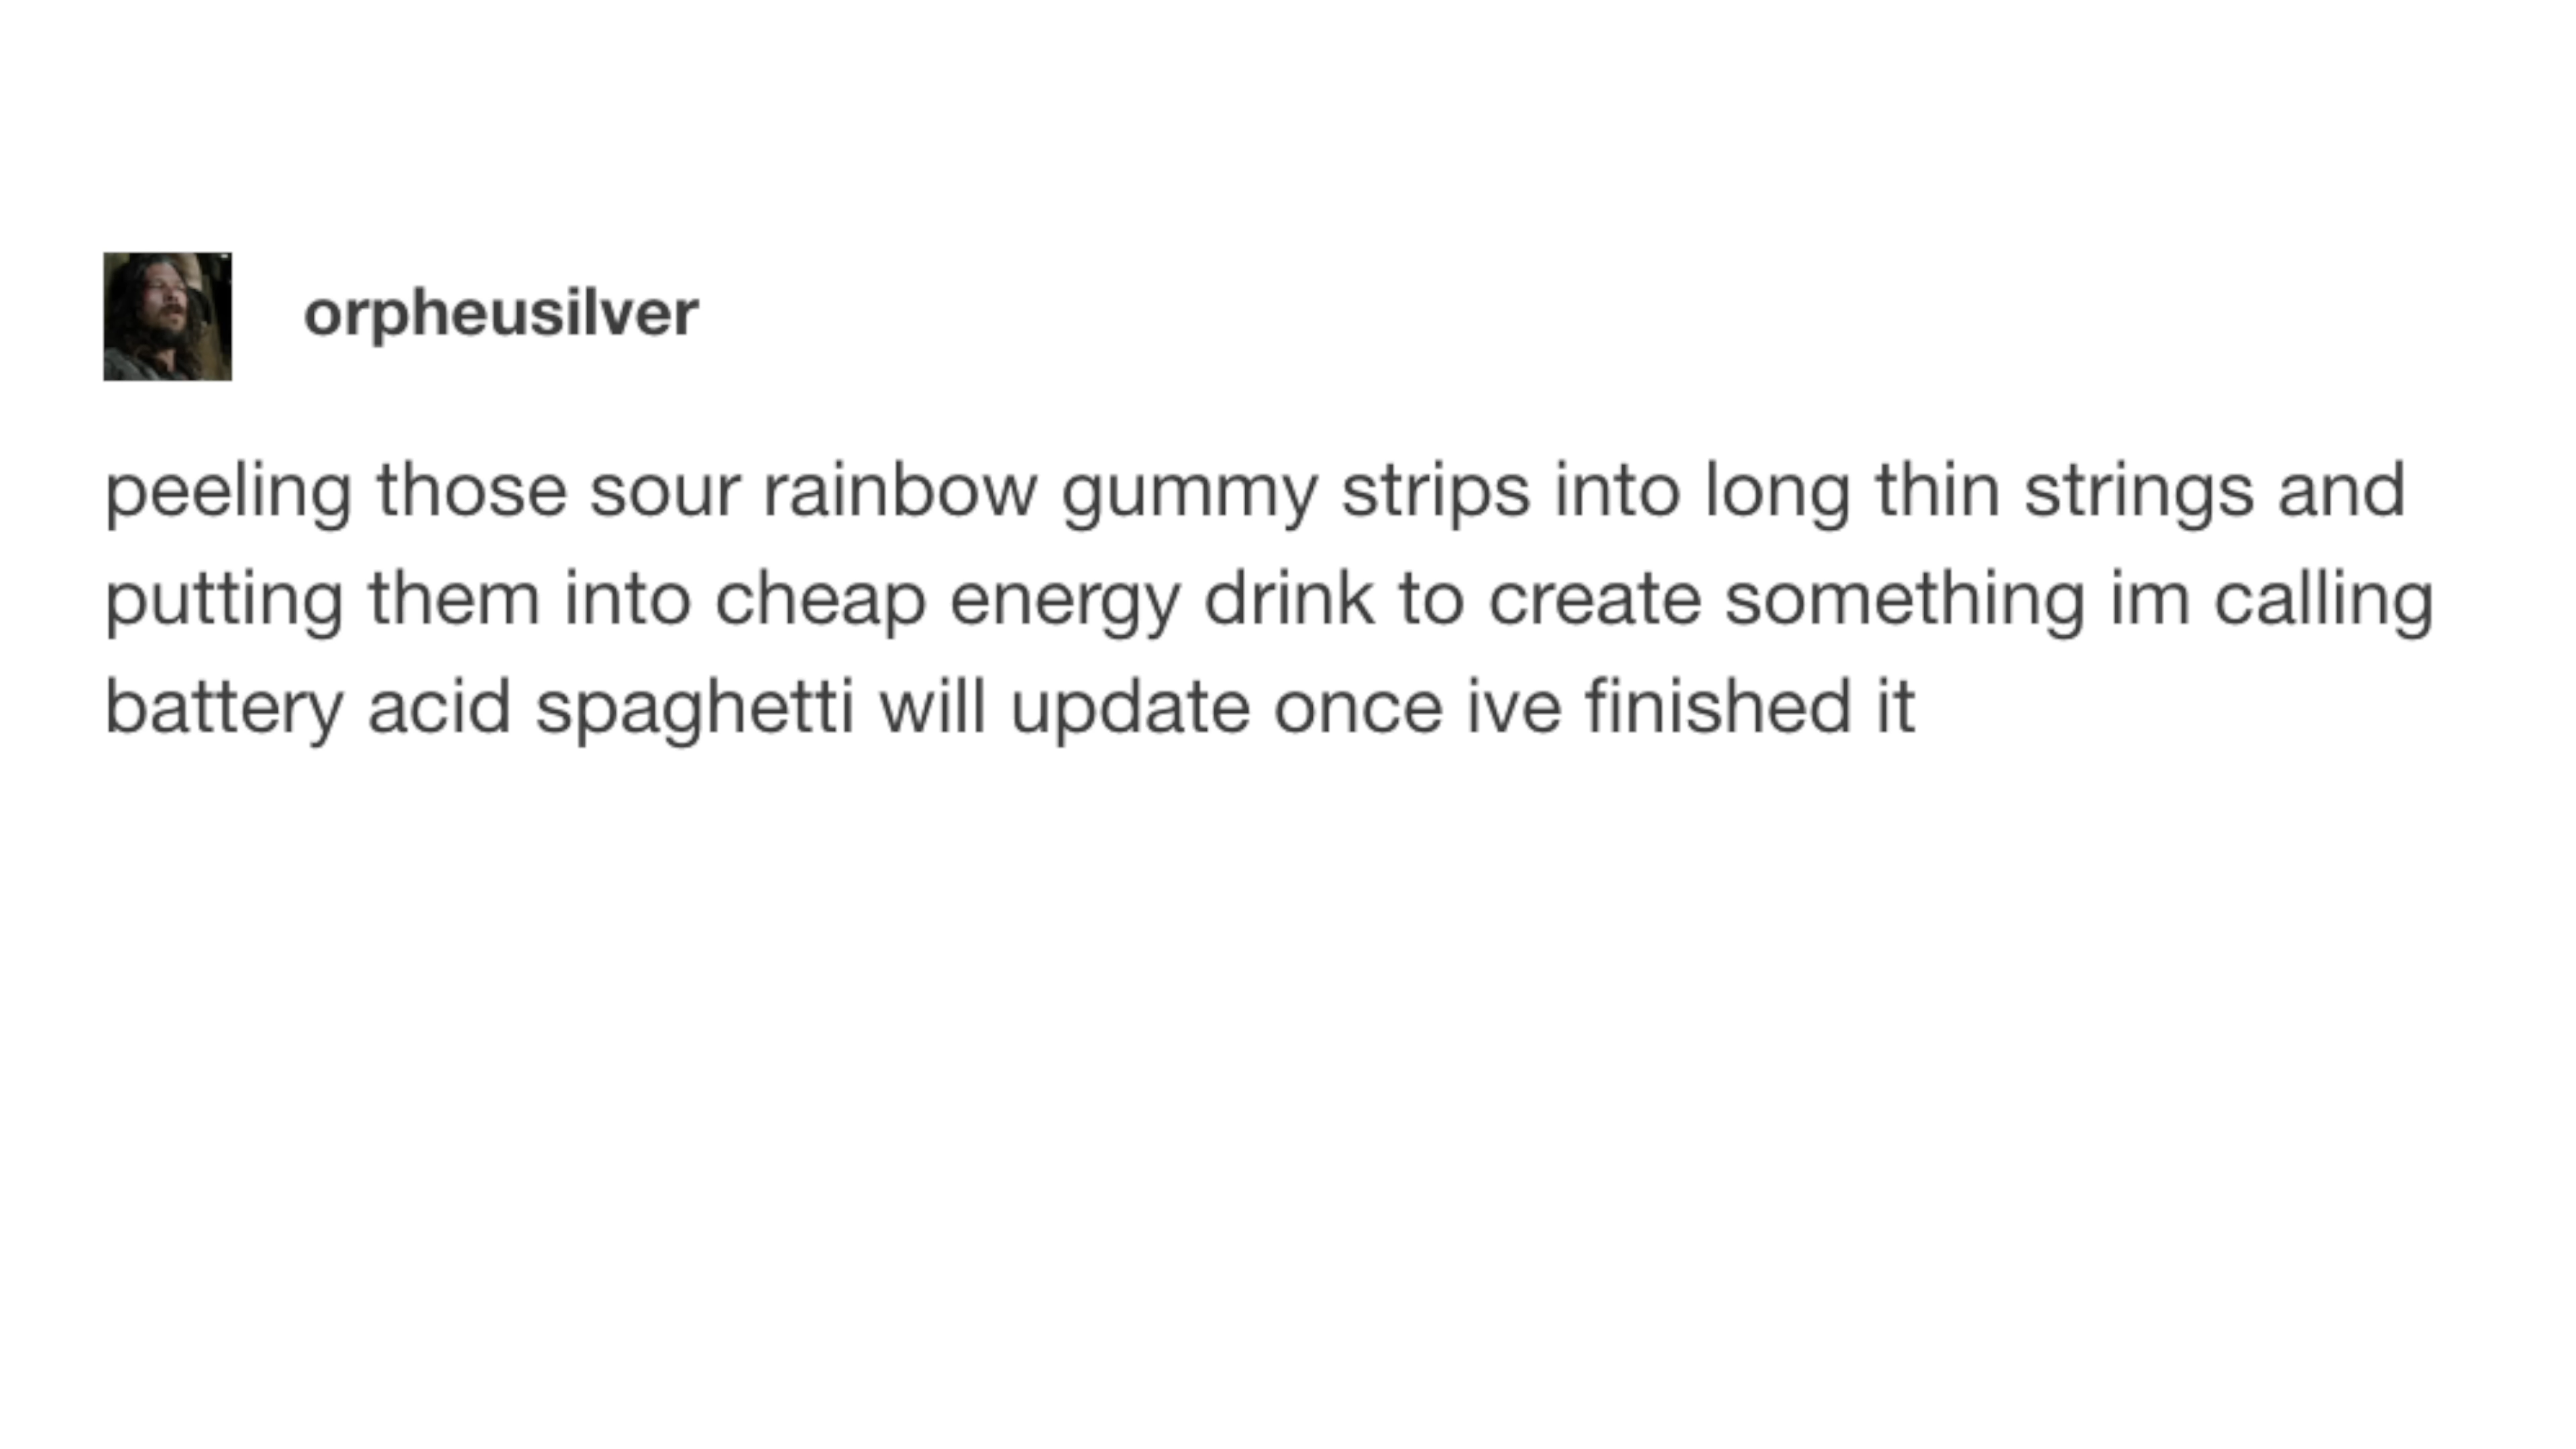 orpheusilver
peeling those sour rainbow gummy strips into long thin strings and
putting them into cheap energy drink to create something im calling
battery acid spaghetti will update once ive finished it